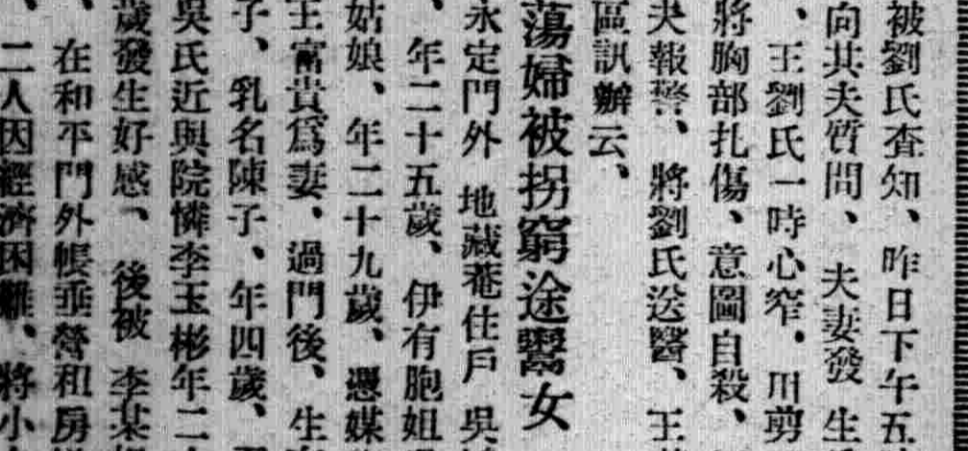 被劉氏查知、昨日下午五
向其夫質問、夫妻發生
、王劉氏一時心窄、用剪
將胸部扎傷、意圖自殺、
夫報警、將劉氏送醫、王
區訊辦云、
蕩婦被拐窮途鬻女
永定門外 地藏菴住戶 吳
、年二十五歲、伊有胞姐
姑娘、年二十九歲、憑媒
王富貴爲妻、過門後、生
子、乳名陳子、年四歲、
吳氏近與院憐李玉彬年二
歲發生好感、後被 李某
、在和平門外帳垂營租房
、二人因經濟困難、將小